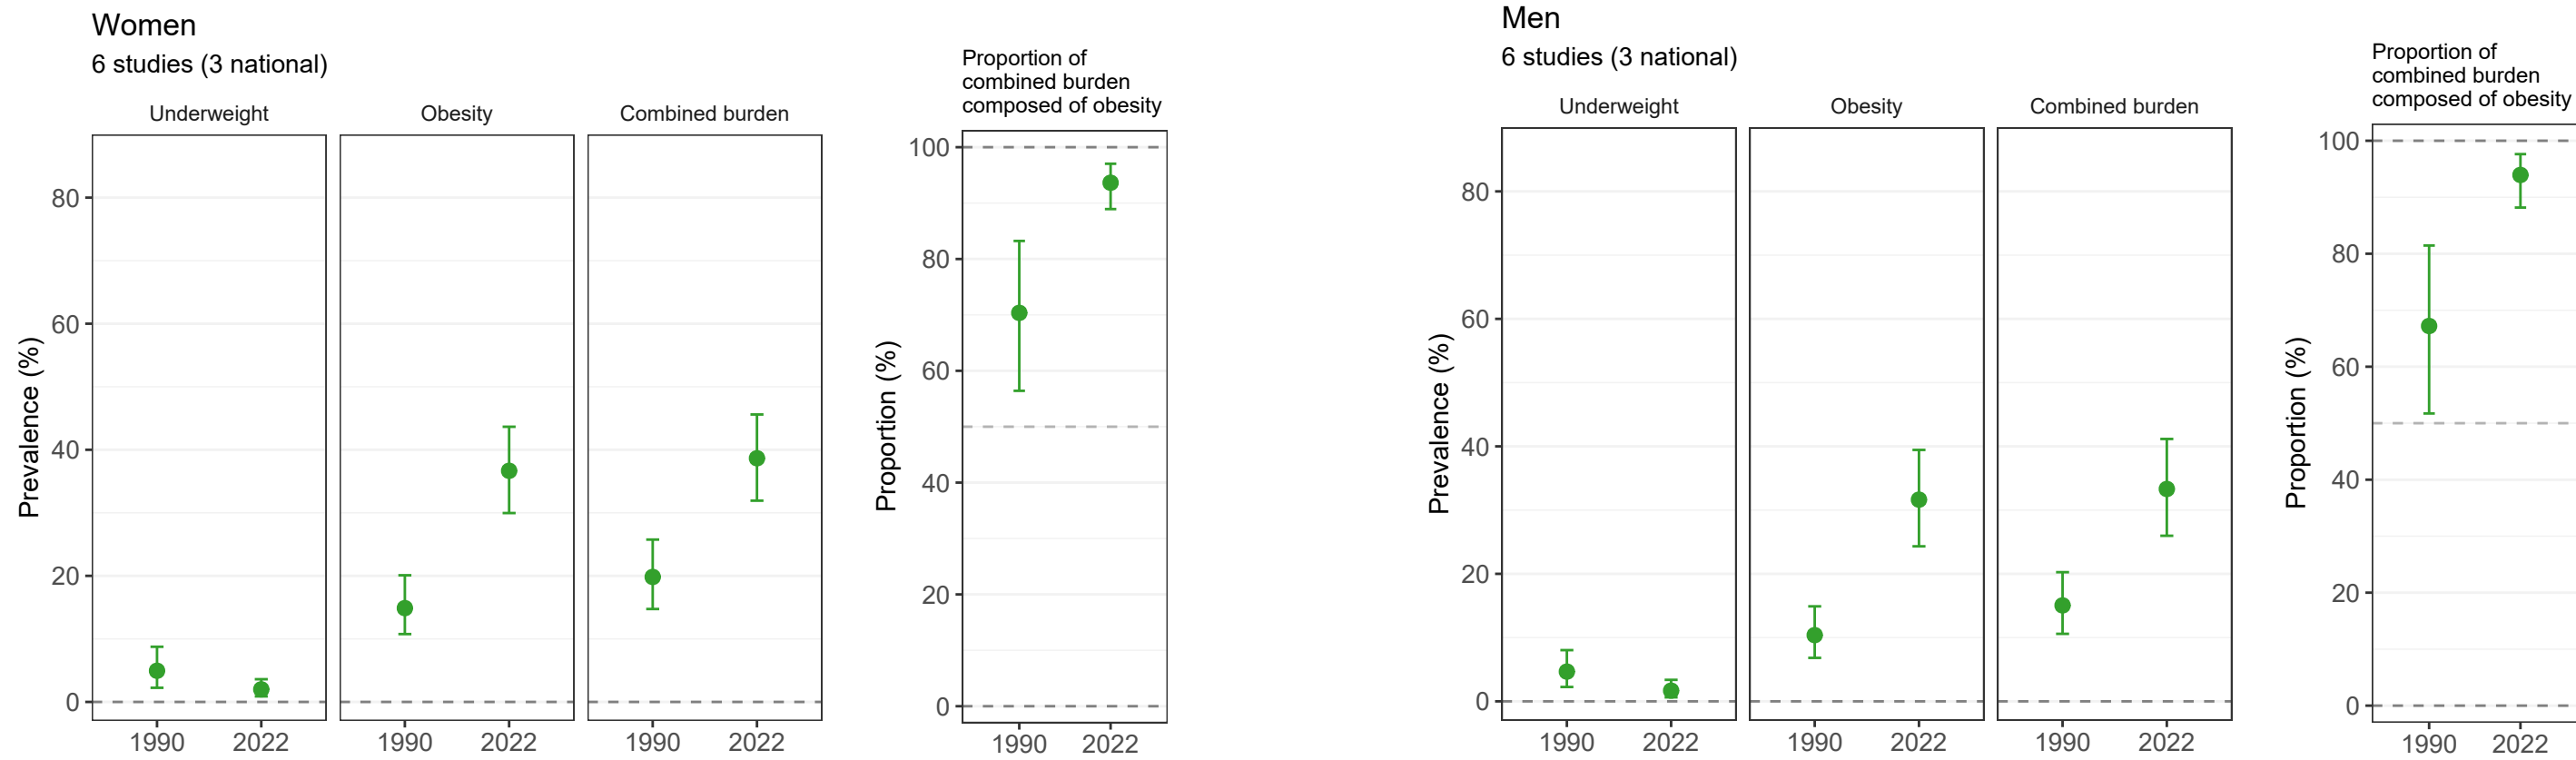 Women
6 studies (3 national)
Underweight
Obesity
Combined burden
Prevalence (%)
80
60
40
20
0
1990 2022
1990 2022
1990 2022
Proportion of
combined burden
composed of obesity
Proportion (%)
100
80
60
40
20
0
1990 2022
Men
6 studies (3 national)
Underweight
Obesity
Combined burden
Prevalence (%)
80
60
40
20
0
1990 2022
1990 2022
1990 2022
Proportion of
combined burden
composed of obesity
Proportion (%)
100
80
60
40
20
0
1990 2022